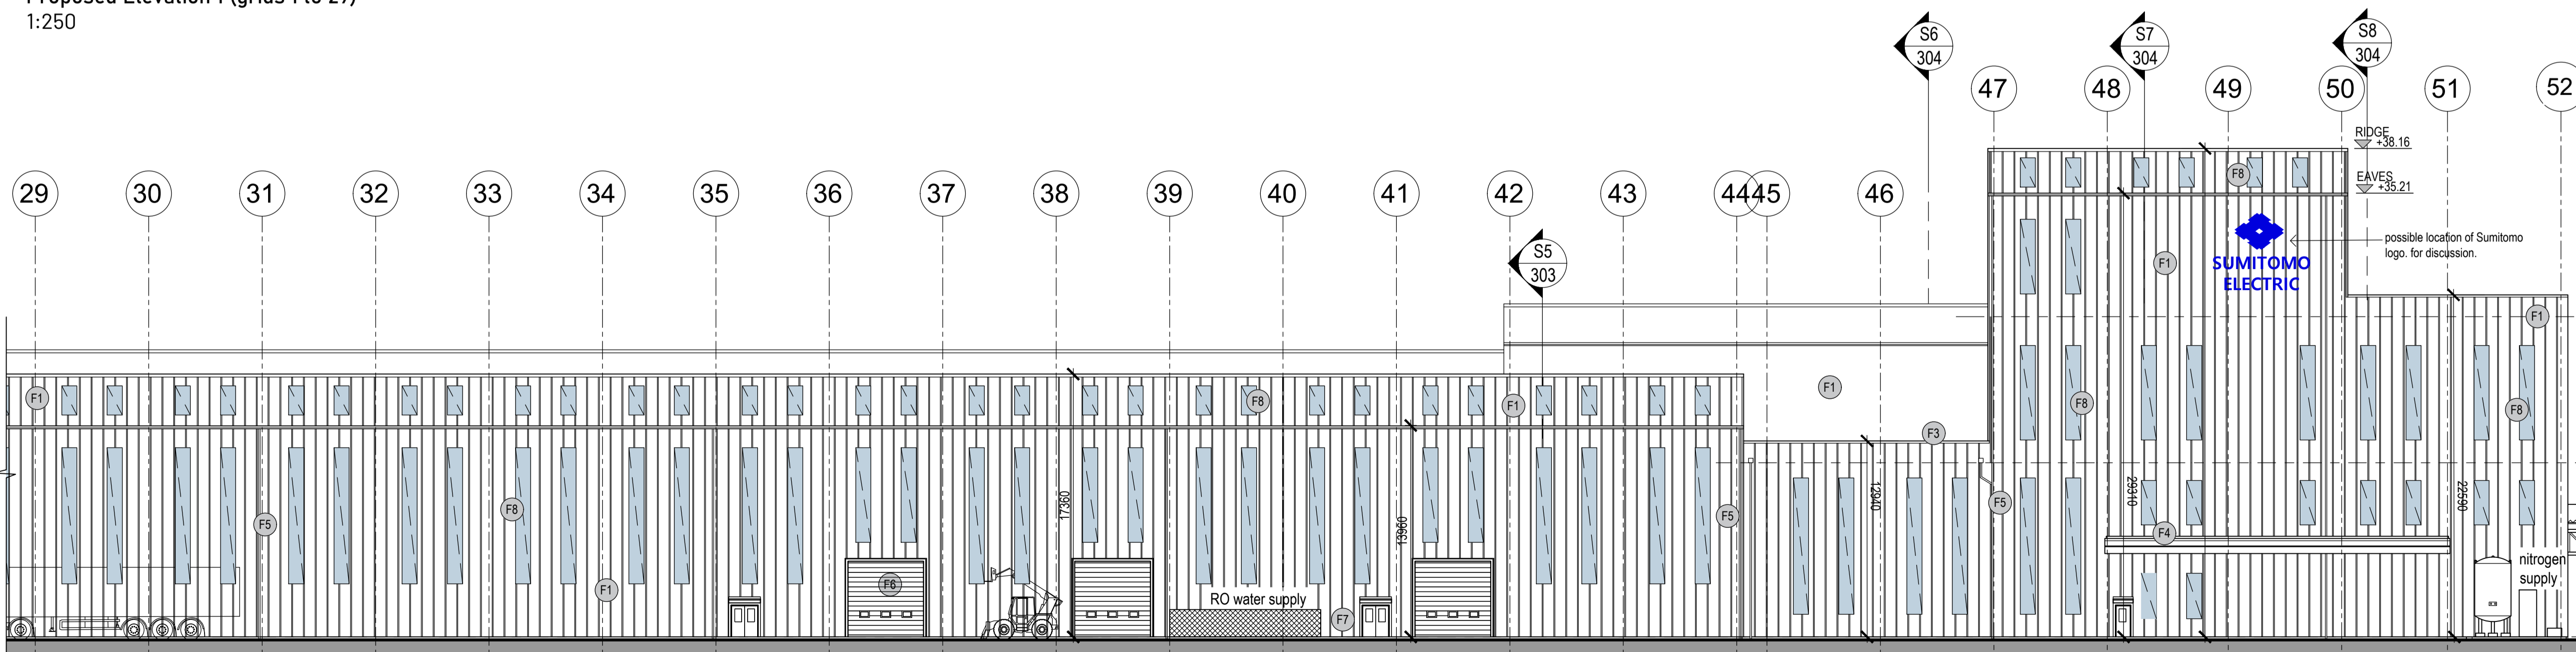 1:250
S6
304
S7
304
S8
304
47
48
49
50
51
52
RIDGE
+38.16
EAVES
+35.21
29
30
31
32
33
34
35
36
37
38
39
40
41
42
43
44
45
46
S5
303
F8
F1
SUMITOMO
ELECTRIC
possible location of Sumitomo
logo. for discussion.
F1
F1
F8
F1
F1
F8
F8
F3
F5
F8
F5
F5
F4
F1
F6
F7
17360
13960
12940
29310
22590
RO water supply
nitrogen
supply